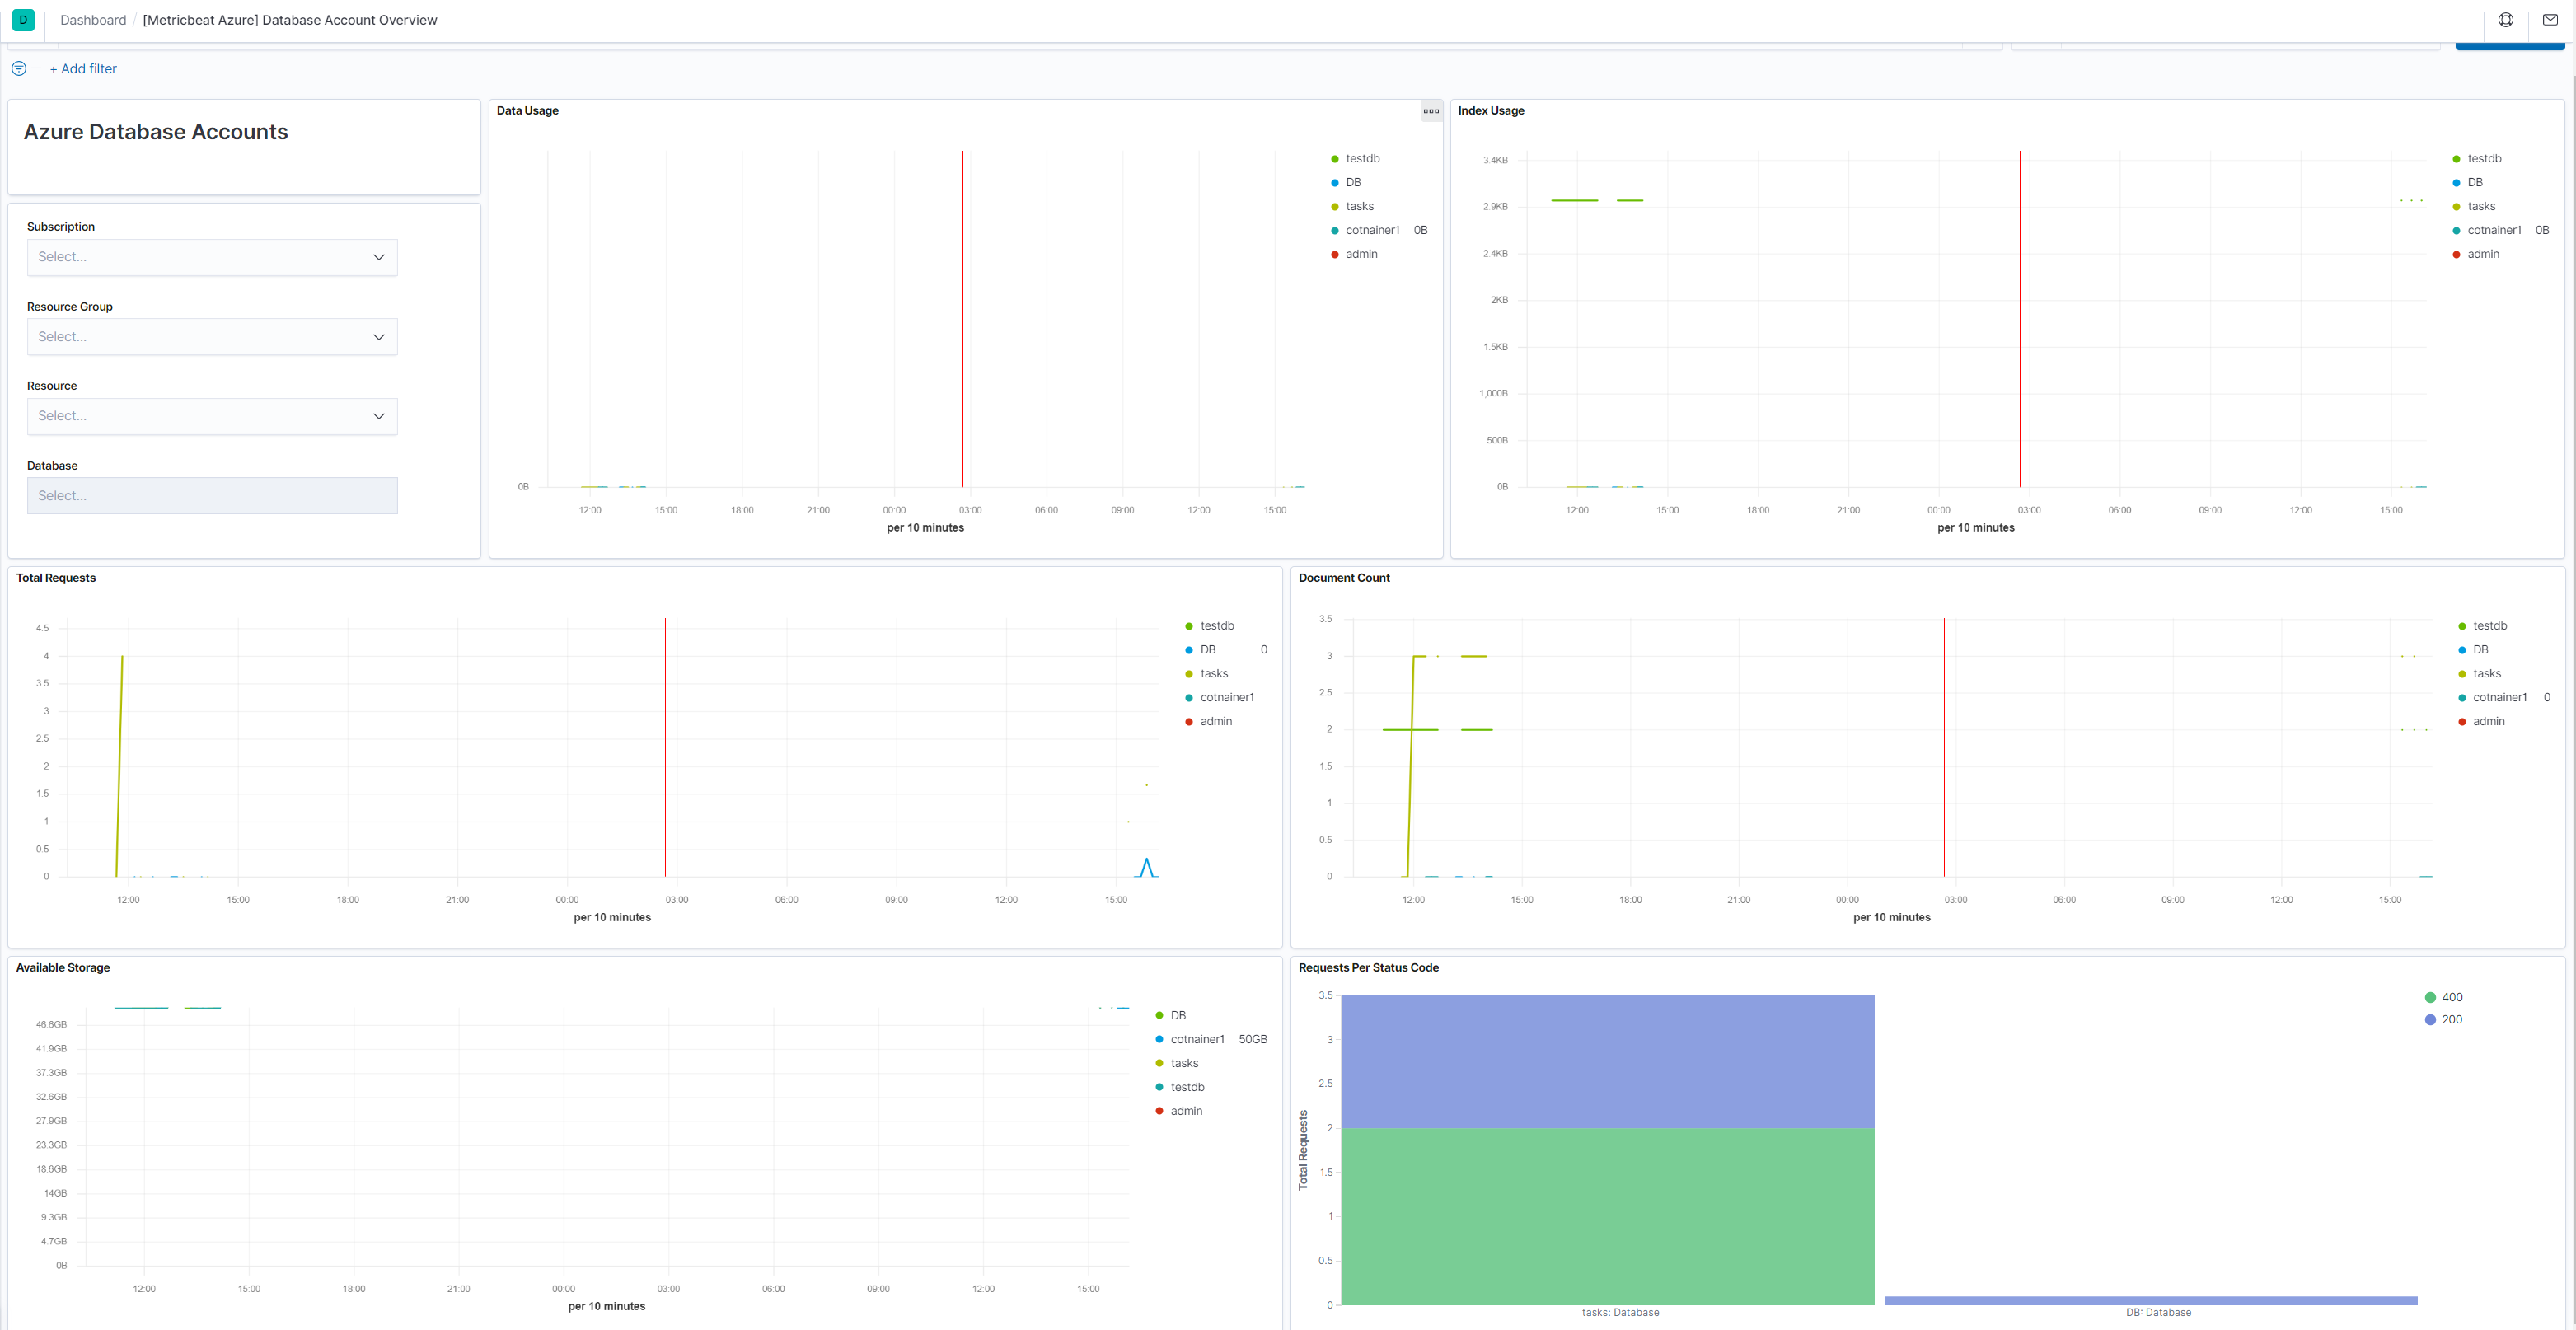 D Dashboard / [Metricbeat Azure] Database Account Overview
+ Add filter
Azure Database Accounts
Subscription
Select...
Resource Group
Select...
Resource
Select...
Database
Select...
Data Usage
0B
12:00 15:00 18:00 21:00 00:00 03:00 06:00 09:00 12:00 15:00
per 10 minutes
testdb
DB
tasks
cotnainer1 0B
admin
Index Usage
3.4KB
2.9KB
2.4KB
2KB
1.5KB
1,000B
500B
0B
12:00 15:00 18:00 21:00 00:00 03:00 06:00 09:00 12:00 15:00
per 10 minutes
testdb
DB
tasks
cotnainer1 0B
admin
Total Requests
4.5
4
3.5
3
2.5
2
1.5
1
0.5
0
12:00 15:00 18:00 21:00 00:00 03:00 06:00 09:00 12:00 15:00
per 10 minutes
testdb
DB 0
tasks
cotnainer1
admin
Document Count
3.5
3
2.5
2
1.5
1
0.5
0
12:00 15:00 18:00 21:00 00:00 03:00 06:00 09:00 12:00 15:00
per 10 minutes
testdb
DB
tasks
cotnainer1 0
admin
Available Storage
46.6GB
41.9GB
37.3GB
32.6GB
27.9GB
23.3GB
18.6GB
14GB
9.3GB
4.7GB
0B
12:00 15:00 18:00 21:00 00:00 03:00 06:00 09:00 12:00 15:00
per 10 minutes
DB
cotnainer1 50GB
tasks
testdb
admin
Requests Per Status Code
Total Requests
3.5
3
2.5
2
1.5
1
0.5
0
tasks: Database DB: Database
400
200